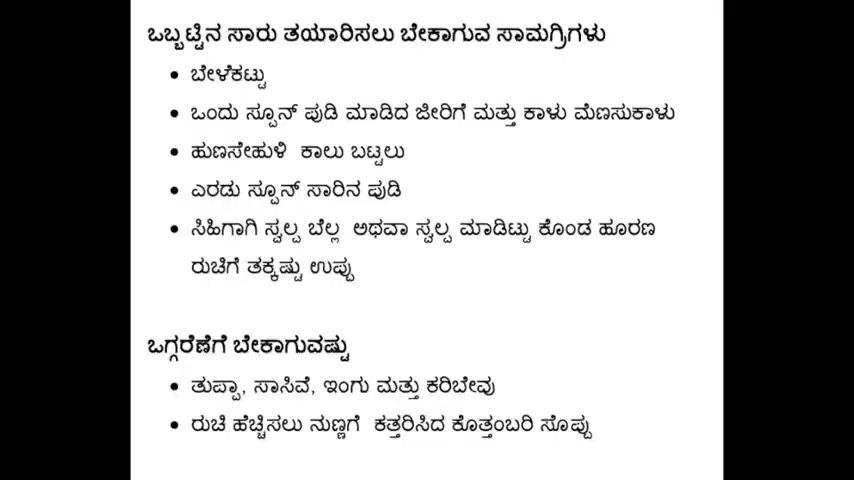 ಒಬ್ಬಟ್ಟಿನ ಸಾರು ತಯಾರಿಸಲು ಬೇಕಾಗುವ ಸಾಮಗ್ರಿಗಳು
• ಬೇಳೆಕಟ್ಟು
• ಒಂದು ಸ್ಪೂನ್ ಪುಡಿ ಮಾಡಿದ ಜೀರಿಗೆ ಮತ್ತು ಕಾಳು ಮೆಣಸುಕಾಳು
• ಹುಣಸೇಹುಳಿ ಕಾಲು ಬಟ್ಟಲು
• ಎರಡು ಸ್ಪೂನ್ ಸಾರಿನ ಪುಡಿ
• ಸಿಹಿಗಾಗಿ ಸ್ವಲ್ಪ ಬೆಲ್ಲ ಅಥವಾ ಸ್ವಲ್ಪ ಮಾಡಿಟ್ಟು ಕೊಂಡ ಹೂರಣ
ರುಚಿಗೆ ತಕ್ಕಷ್ಟು ಉಪ್ಪು
ಒಗ್ಗರೆಣೆಗೆ ಬೇಕಾಗುವಷ್ಟು
• ತುಪ್ಪಾ, ಸಾಸಿವೆ, ಇಂಗು ಮತ್ತು ಕರಿಬೇವು
• ರುಚಿ ಹೆಚ್ಚಿಸಲು ನುಣ್ಣಗೆ ಕತ್ತರಿಸಿದ ಕೊತ್ತಂಬರಿ ಸೊಪ್ಪು